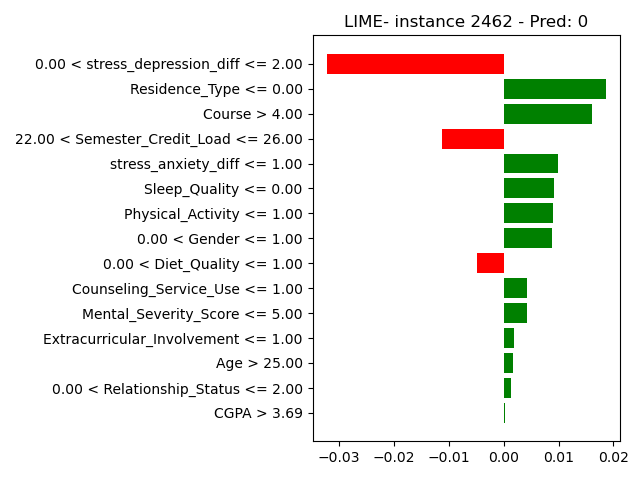 LIME- instance 2462 - Pred: 0
0.00 < stress_depression_diff <= 2.00
Residence_Type <= 0.00
Course > 4.00
22.00 < Semester_Credit_Load <= 26.00
stress_anxiety_diff <= 1.00
Sleep_Quality <= 0.00
Physical_Activity <= 1.00
0.00 < Gender <= 1.00
0.00 < Diet_Quality <= 1.00
Counseling_Service_Use <= 1.00
Mental_Severity_Score <= 5.00
Extracurricular_Involvement <= 1.00
Age > 25.00
0.00 < Relationship_Status <= 2.00
CGPA > 3.69
−0.03 −0.02 −0.01 0.00 0.01 0.02